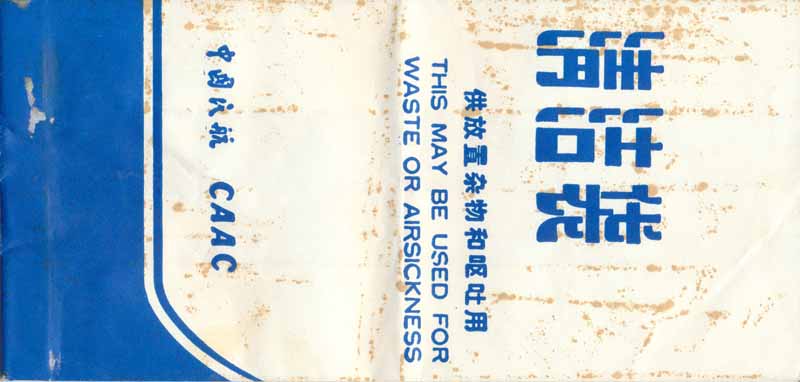 清洁袋
供放置杂物和呕吐用
THIS MAY BE USED FOR
WASTE OR AIRSICKNESS
中国民航 CAAC